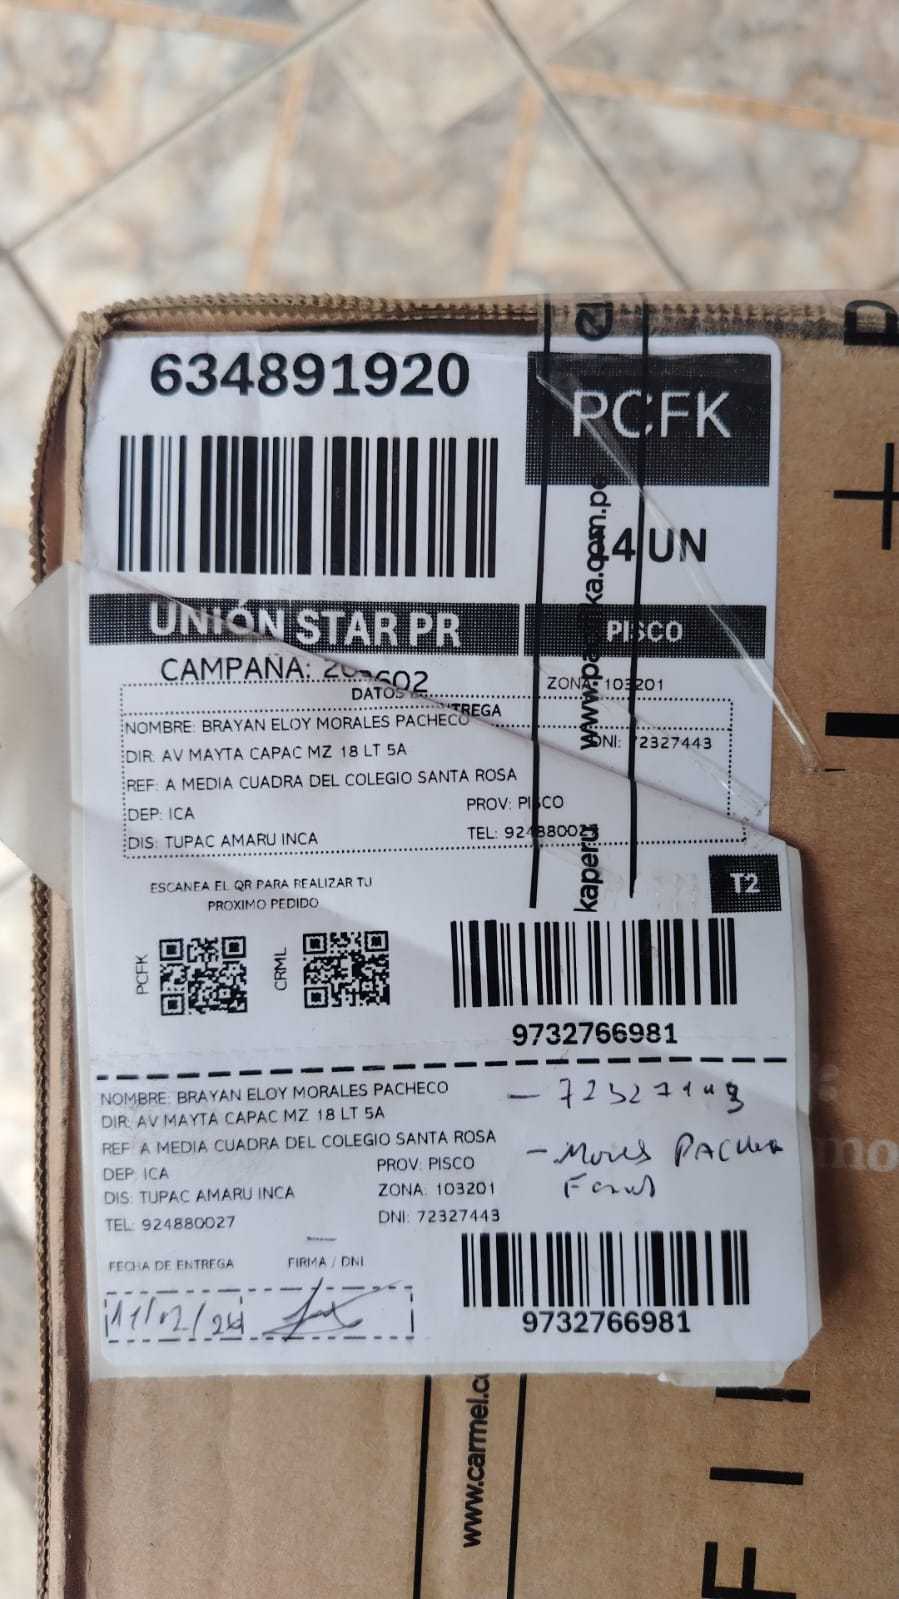 634891920
PCFK
14 UN
UNIÓN STAR PR
PISCO
CAMPAÑA:
ZONA: 103201
DATOS
NOMBRE: BRAYAN ELOY MORALES PACHECO
DNI: 72327443
DIR: AV MAYTA CAPAC MZ 18 LT 5A
REF: A MEDIA CUADRA DEL COLEGIO SANTA ROSA
DEP: ICA
PROV: PISCO
DIS: TUPAC AMARU INCA
TEL: 924880027
ESCANEA EL QR PARA REALIZAR TU
PROXIMO PEDIDO
T2
PCFK
CRML
9732766981
NOMBRE: BRAYAN ELOY MORALES PACHECO
DIR: AV MAYTA CAPAC MZ 18 LT 5A
REF: A MEDIA CUADRA DEL COLEGIO SANTA ROSA
DEP: ICA
PROV: PISCO
DIS: TUPAC AMARU INCA
ZONA: 103201
TEL: 924880027
DNI: 72327443
FECHA DE ENTREGA
FIRMA / DNI
9732766981
kaperu
www.carmel.c